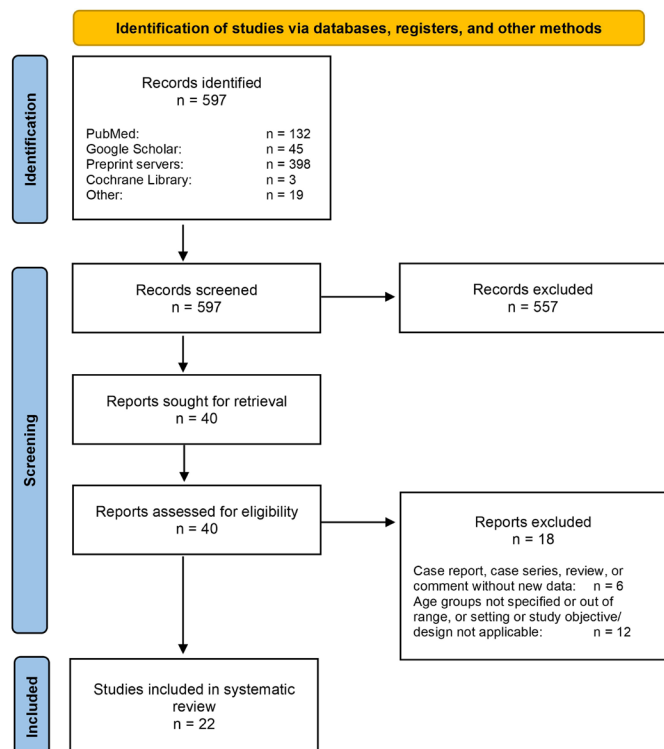 Identification of studies via databases, registers, and other methods
Identification
Records identified
n = 597
PubMed: n = 132
Google Scholar: n = 45
Preprint servers: n = 398
Cochrane Library: n = 3
Other: n = 19
Screening
Records screened
n = 597
Records excluded
n = 557
Reports sought for retrieval
n = 40
Reports assessed for eligibility
n = 40
Reports excluded
n = 18
Case report, case series, review, or
comment without new data: n = 6
Age groups not specified or out of
range, or setting or study objective/
design not applicable: n = 12
Included
Studies included in systematic
review
n = 22